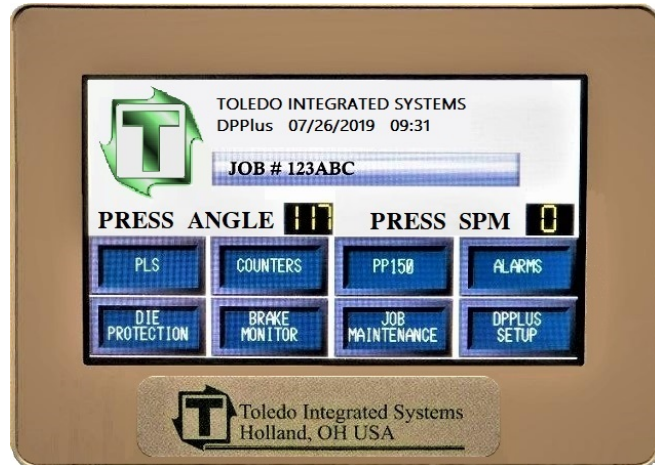 T
TOLEDO INTEGRATED SYSTEMS
DPPlus 07/26/2019 09:31
JOB # 123ABC
PRESS ANGLE 117 PRESS SPM 0
PLS COUNTERS PP150 ALARMS
DIE PROTECTION BRAKE MONITOR JOB MAINTENANCE DPPLUS SETUP
T Toledo Integrated Systems
Holland, OH USA